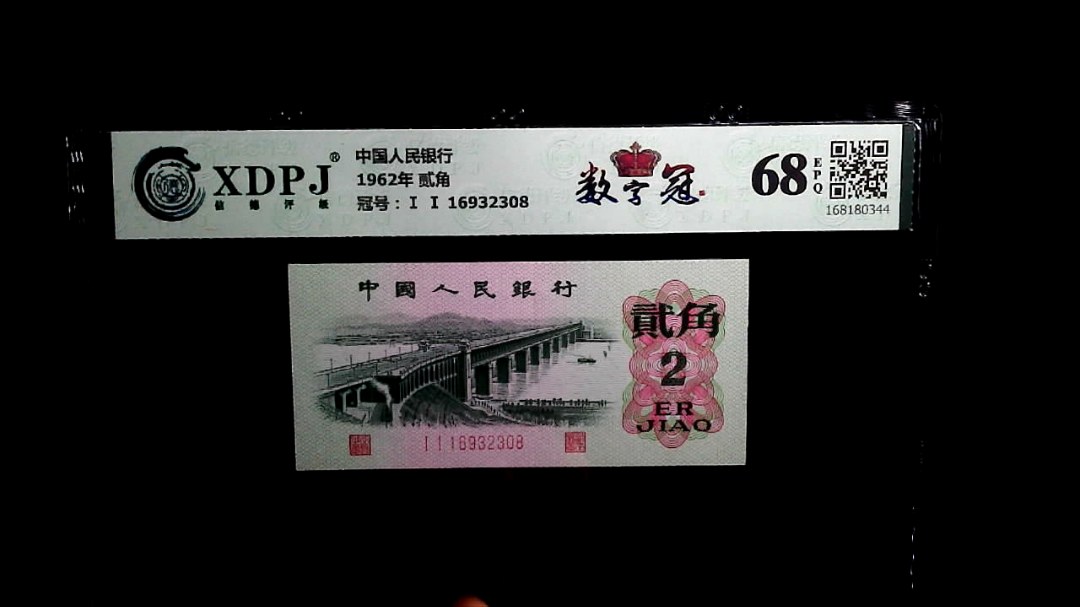 XDPJ®
信德评级
中国人民银行
1962年 贰角
冠号：I I 16932308
数字冠
68
EPQ
168180344
中國人民銀行
貳角
2
ER
JIAO
I I 16932308